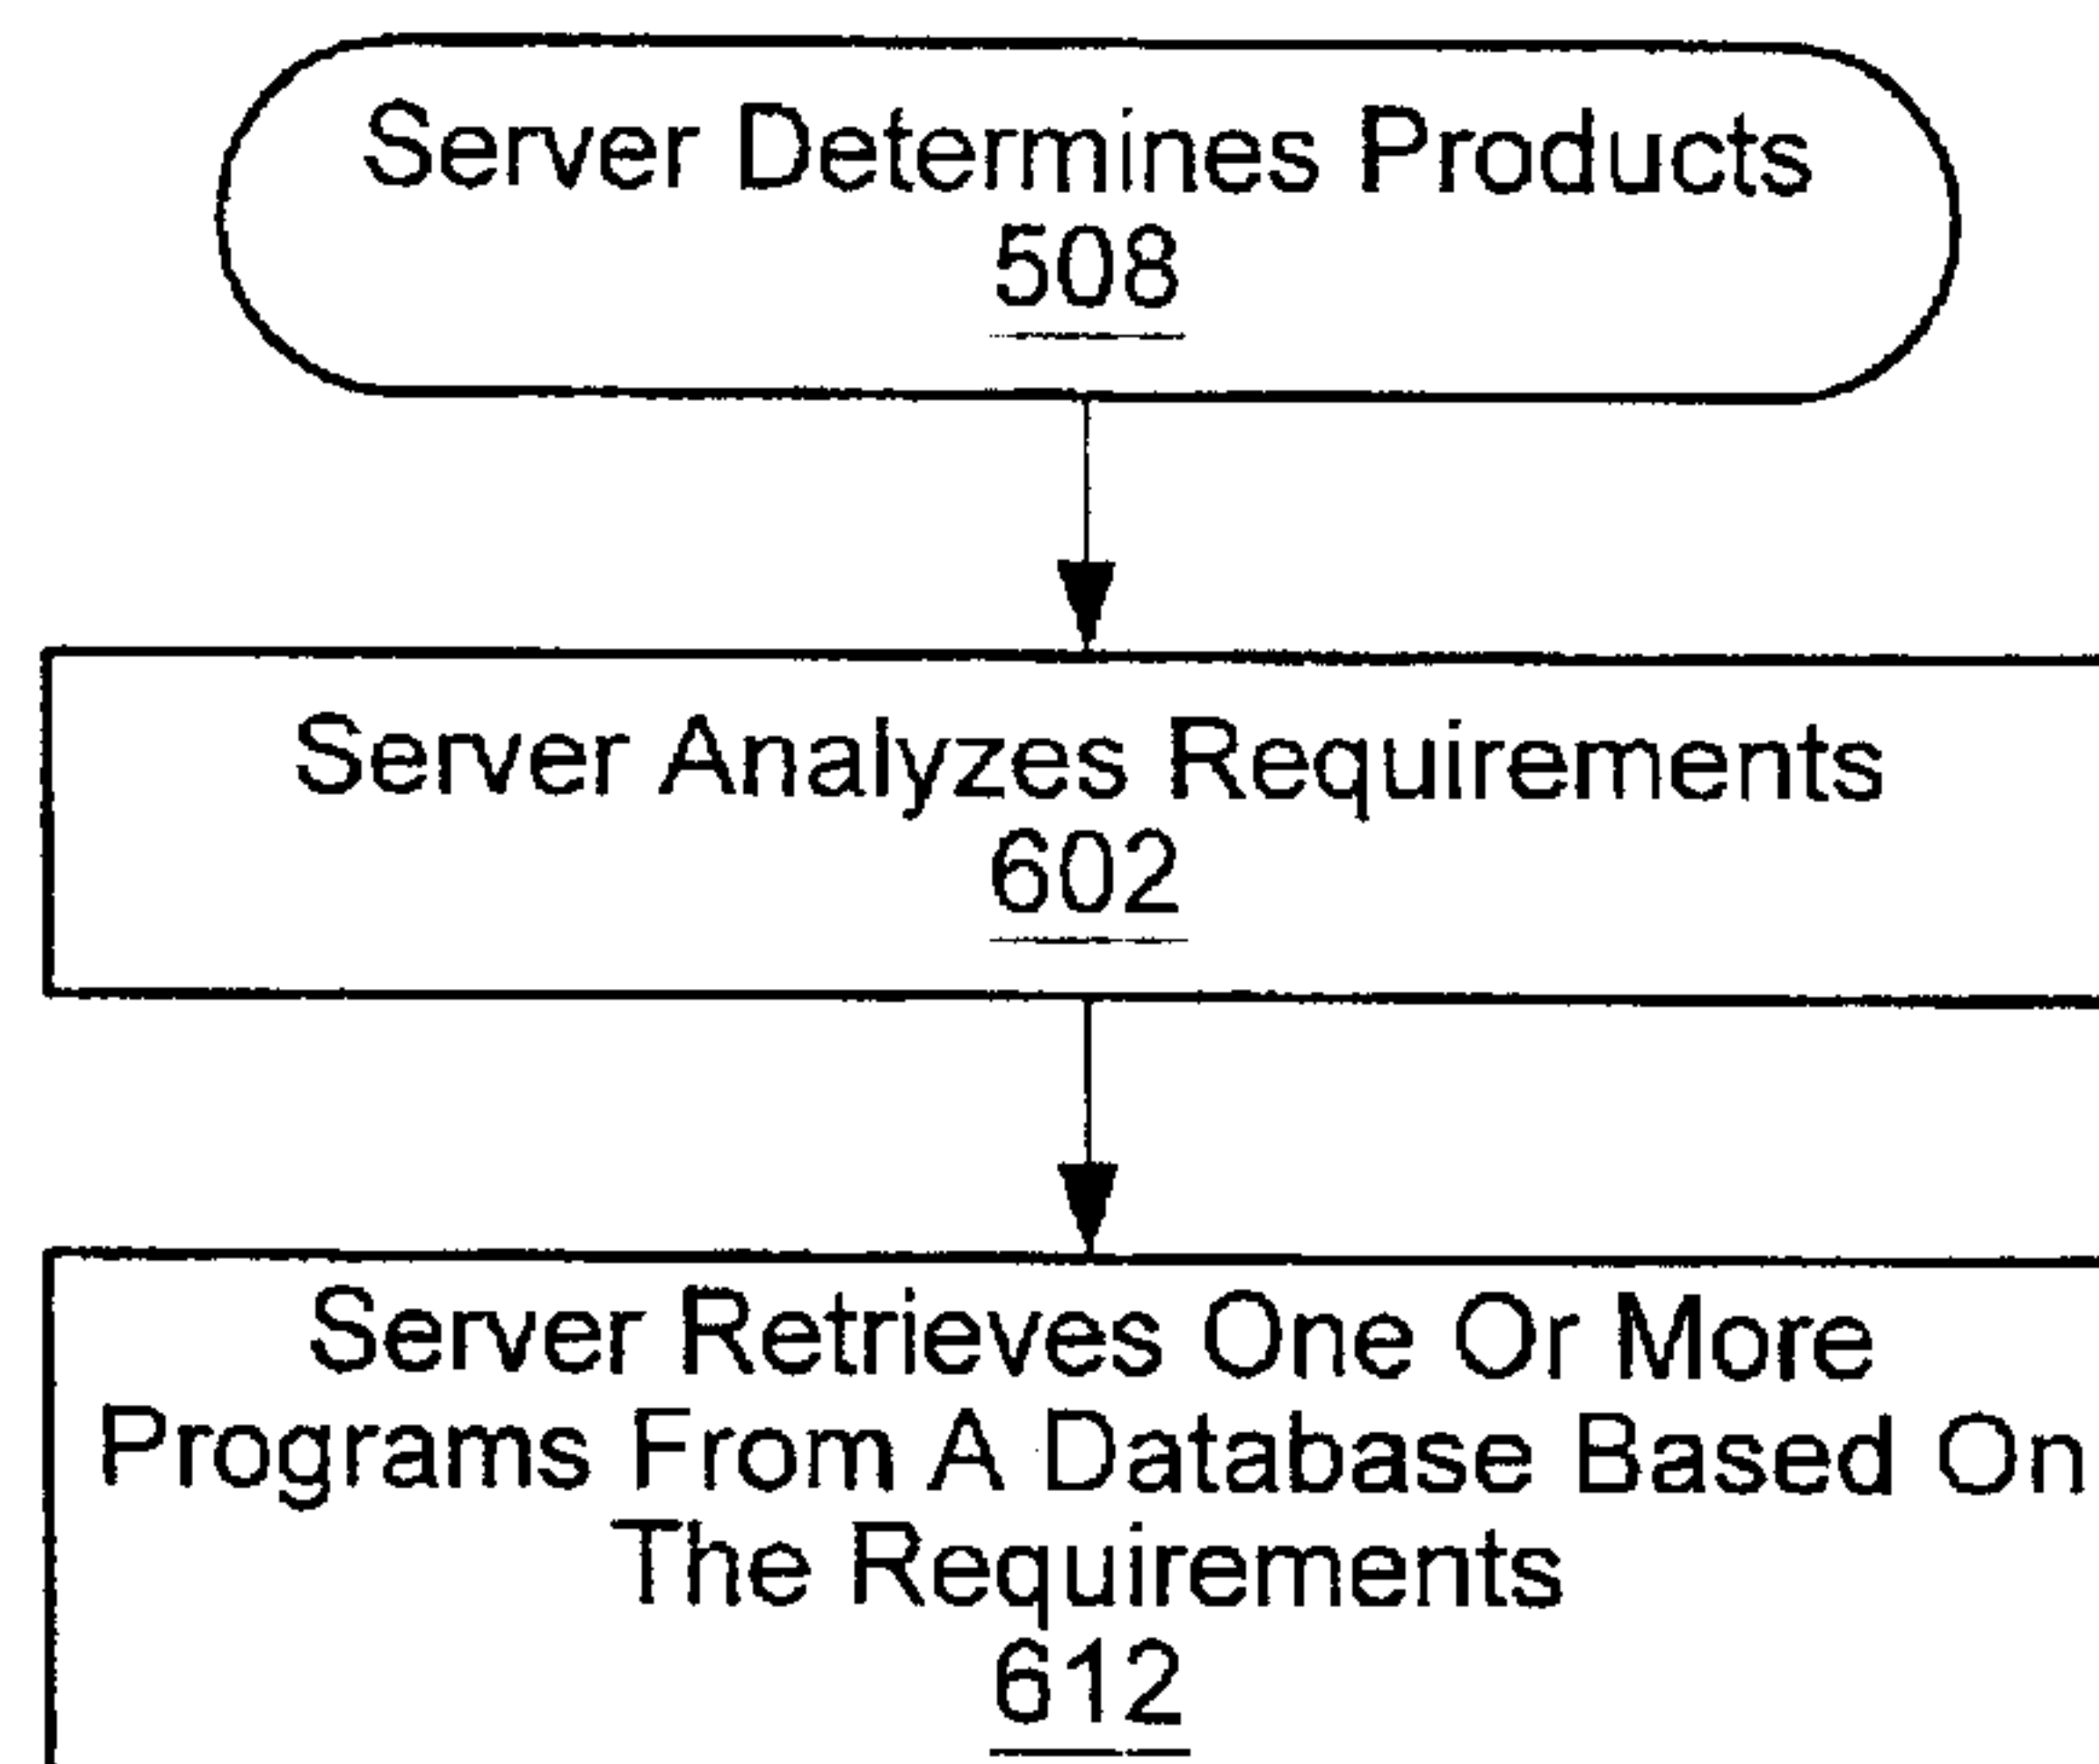 Server Determines Products
508
Server Analyzes Requirements
602
Server Retrieves One Or More
Programs From A Database Based On
The Requirements
612